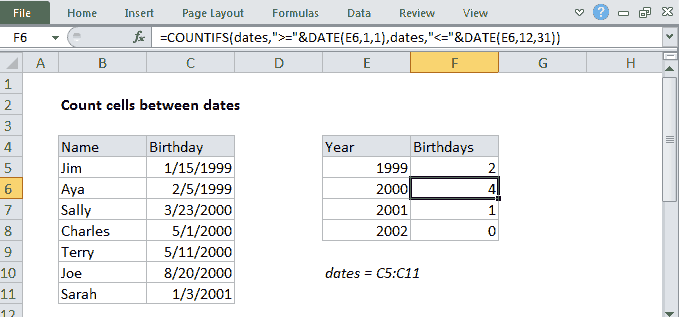 File Home Insert Page Layout Formulas Data Review View
F6 fx =COUNTIFS(dates,">="&DATE(E6,1,1),dates,"<="&DATE(E6,12,31))
A B C D E F G H
1
2 Count cells between dates
3
4 Name Birthday Year Birthdays
5 Jim 1/15/1999 1999 2
6 Aya 2/5/1999 2000 4
7 Sally 3/23/2000 2001 1
8 Charles 5/1/2000 2002 0
9 Terry 5/11/2000
10 Joe 8/20/2000 dates = C5:C11
11 Sarah 1/3/2001
12